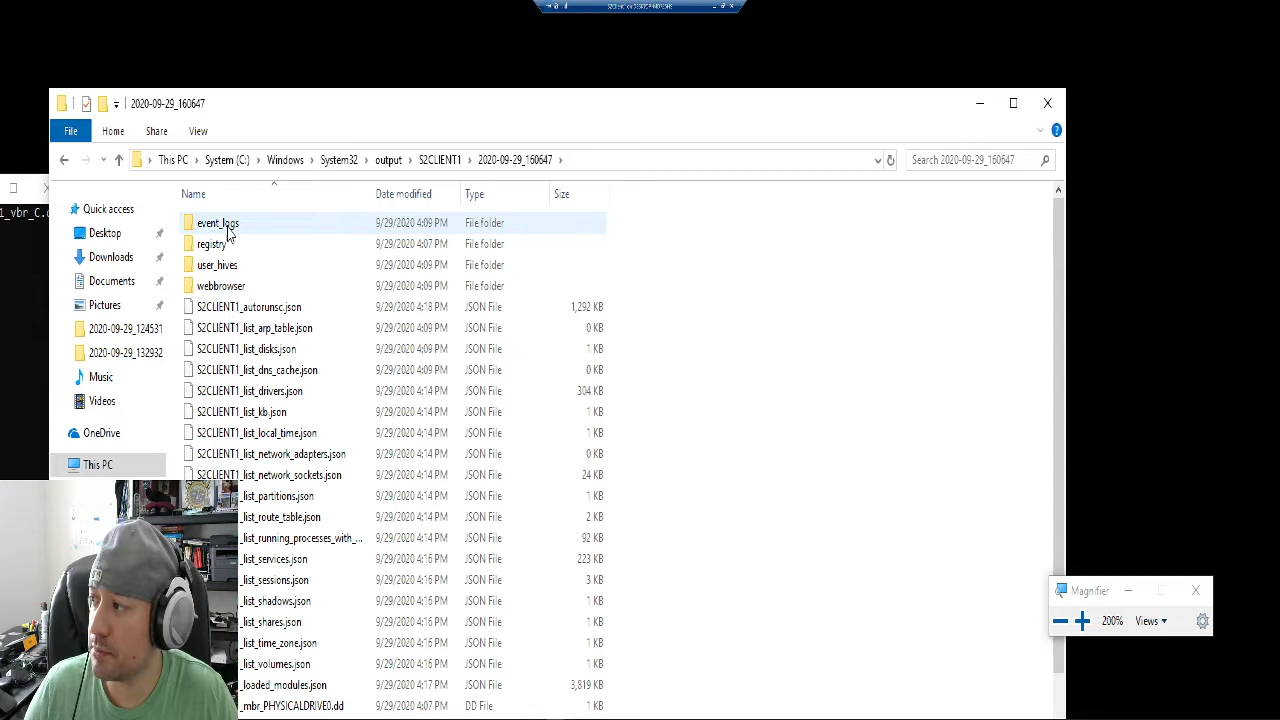 2020-09-29_160647
File Home Share View
This PC System (C:) Windows System32 output S2CLIENT1 2020-09-29_160647 Search 2020-09-29_160647
Name Date modified Type Size
1_vbr_C.d
Quick access
Desktop
Downloads
Documents
Pictures
2020-09-29_124531
2020-09-29_132932
Music
Videos
OneDrive
This PC
event_logs 9/29/2020 4:09 PM File folder
registry 9/29/2020 4:07 PM File folder
user_hives 9/29/2020 4:09 PM File folder
webbrowser 9/29/2020 4:09 PM File folder
S2CLIENT1_autorunsc.json 9/29/2020 4:18 PM JSON File 1,292 KB
S2CLIENT1_list_arp_table.json 9/29/2020 4:09 PM JSON File 0 KB
S2CLIENT1_list_disks.json 9/29/2020 4:09 PM JSON File 1 KB
S2CLIENT1_list_dns_cache.json 9/29/2020 4:09 PM JSON File 0 KB
S2CLIENT1_list_drivers.json 9/29/2020 4:14 PM JSON File 304 KB
S2CLIENT1_list_kb.json 9/29/2020 4:14 PM JSON File 1 KB
S2CLIENT1_list_local_time.json 9/29/2020 4:14 PM JSON File 1 KB
S2CLIENT1_list_network_adapters.json 9/29/2020 4:14 PM JSON File 0 KB
S2CLIENT1_list_network_sockets.json 9/29/2020 4:14 PM JSON File 24 KB
_list_partitions.json 9/29/2020 4:14 PM JSON File 1 KB
_list_route_table.json 9/29/2020 4:14 PM JSON File 2 KB
_list_running_processes_with_... 9/29/2020 4:14 PM JSON File 92 KB
_list_services.json 9/29/2020 4:16 PM JSON File 223 KB
_list_sessions.json 9/29/2020 4:16 PM JSON File 3 KB
_list_shadows.json 9/29/2020 4:16 PM JSON File 1 KB
_list_shares.json 9/29/2020 4:16 PM JSON File 1 KB
_list_time_zone.json 9/29/2020 4:16 PM JSON File 1 KB
_list_volumes.json 9/29/2020 4:16 PM JSON File 1 KB
_loaded_modules.json 9/29/2020 4:17 PM JSON File 3,819 KB
_mbr_PHYSICALDRIVE0.dd 9/29/2020 4:07 PM DD File 1 KB
Magnifier
200% Views